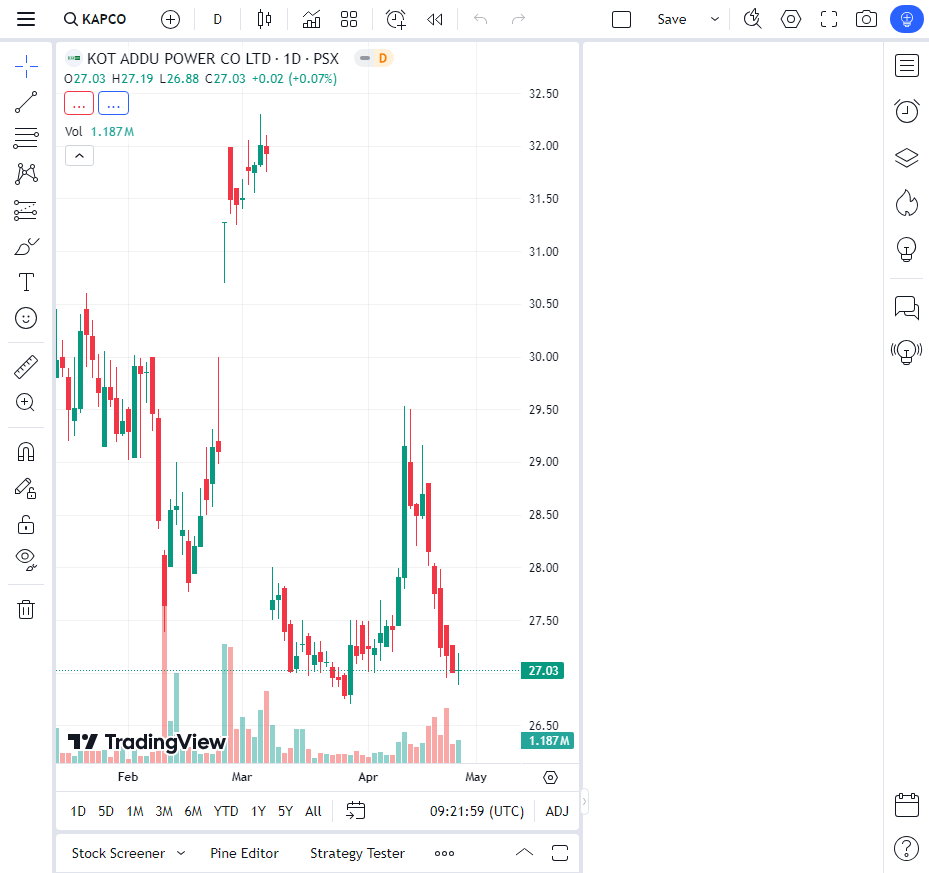 KAPCO D Save
KOT ADDU POWER CO LTD · 1D · PSX D
O27.03 H27.19 L26.88 C27.03 +0.02 (+0.07%)
... ...
Vol 1.187M
32.50
32.00
31.50
31.00
30.50
30.00
29.50
29.00
28.50
28.00
27.50
27.03
26.50
1.187M
TradingView
Feb Mar Apr May
1D 5D 1M 3M 6M YTD 1Y 5Y All 09:21:59 (UTC) ADJ
Stock Screener Pine Editor Strategy Tester